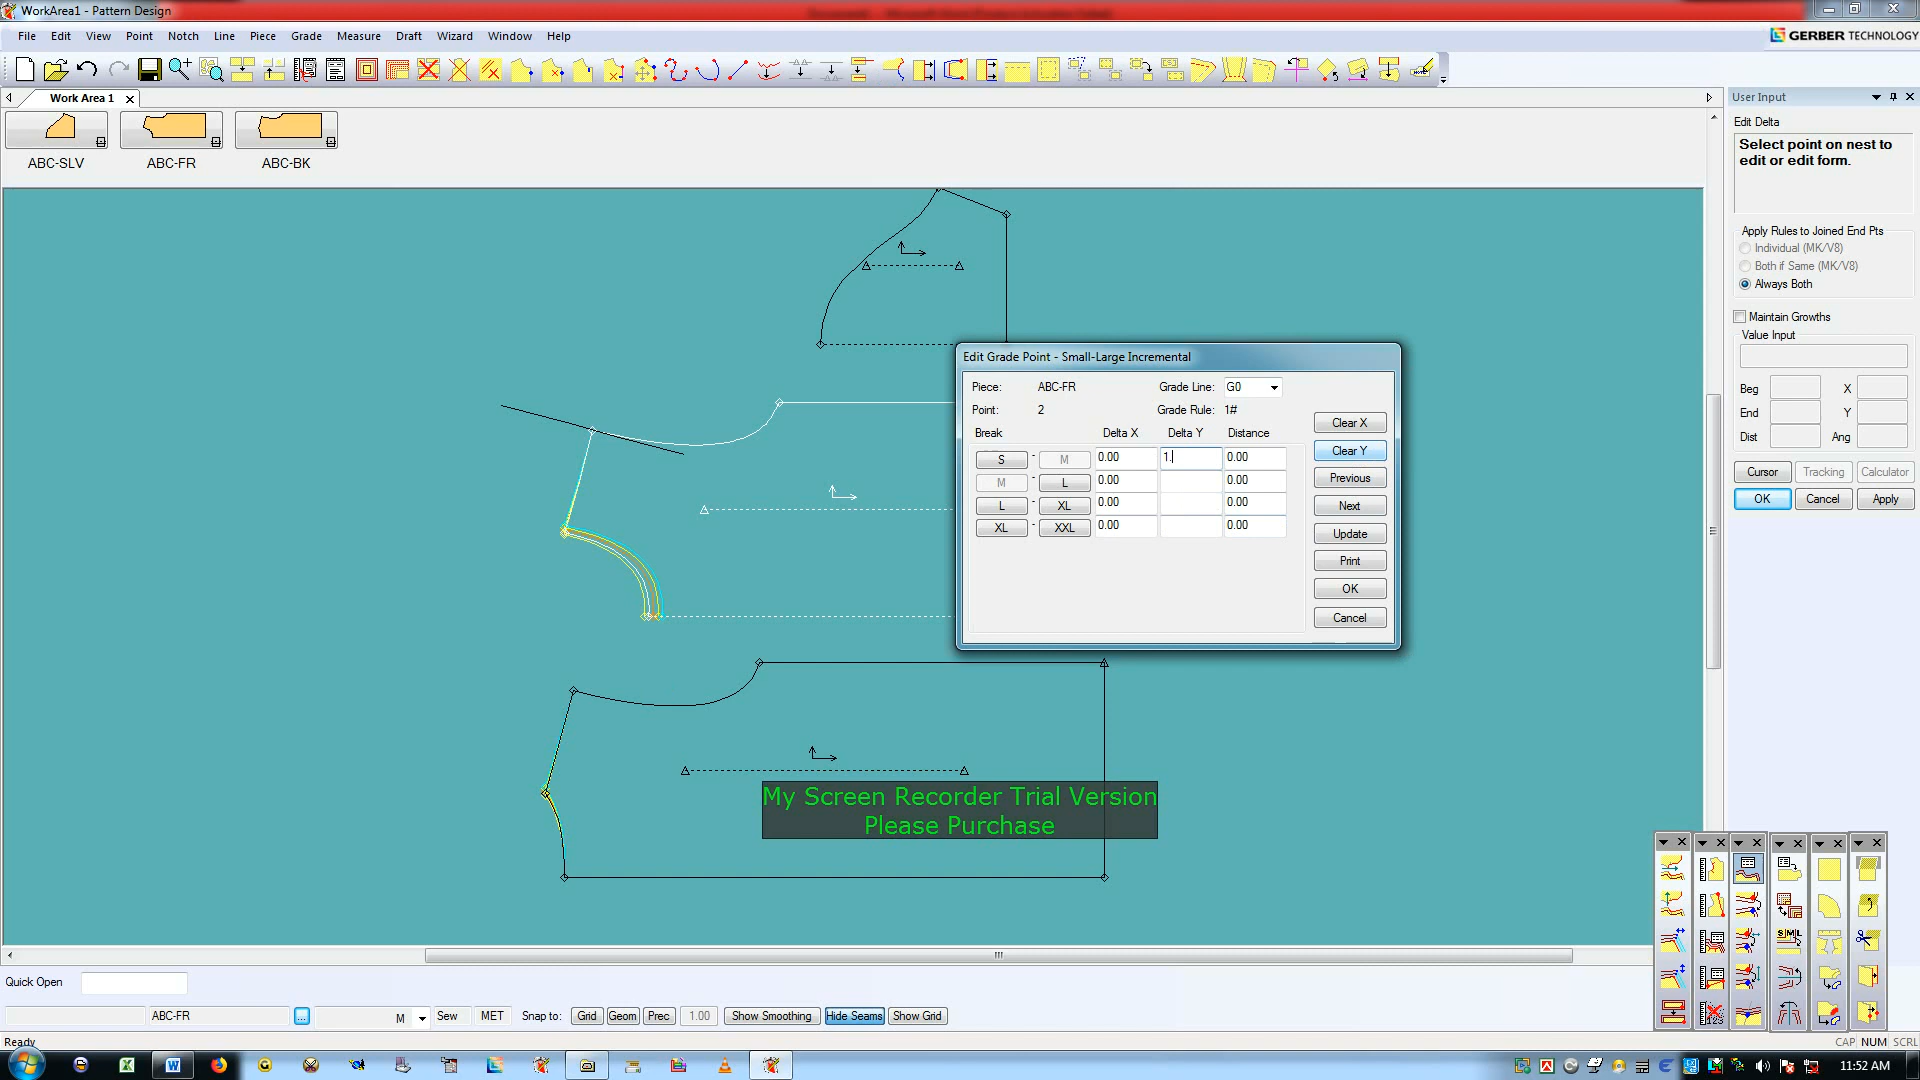 WorkArea1 - Pattern Design
File Edit View Point Notch Line Piece Grade Measure Draft Wizard Window Help
GERBER TECHNOLOGY
Work Area 1
ABC-SLV ABC-FR ABC-BK
User Input
Edit Delta
Select point on nest to
edit or edit form.
Apply Rules to Joined End Pts
Individual (MK/V8)
Both if Same (MK/V8)
Always Both
Maintain Growths
Value Input
Beg X
End Y
Dist Ang
Cursor Tracking Calculator
OK Cancel Apply
Edit Grade Point - Small-Large Incremental
Piece: ABC-FR Grade Line: G0
Point: 2 Grade Rule: 1#
Break Delta X Delta Y Distance
S - M 0.00 1. 0.00
M - L 0.00 0.00
L - XL 0.00 0.00
XL - XXL 0.00 0.00
Clear X
Clear Y
Previous
Next
Update
Print
OK
Cancel
My Screen Recorder Trial Version
Please Purchase
Quick Open
ABC-FR ... M Sew MET Snap to: Grid Geom Prec 1.00 Show Smoothing Hide Seams Show Grid
Ready
CAP NUM SCRL
11:52 AM